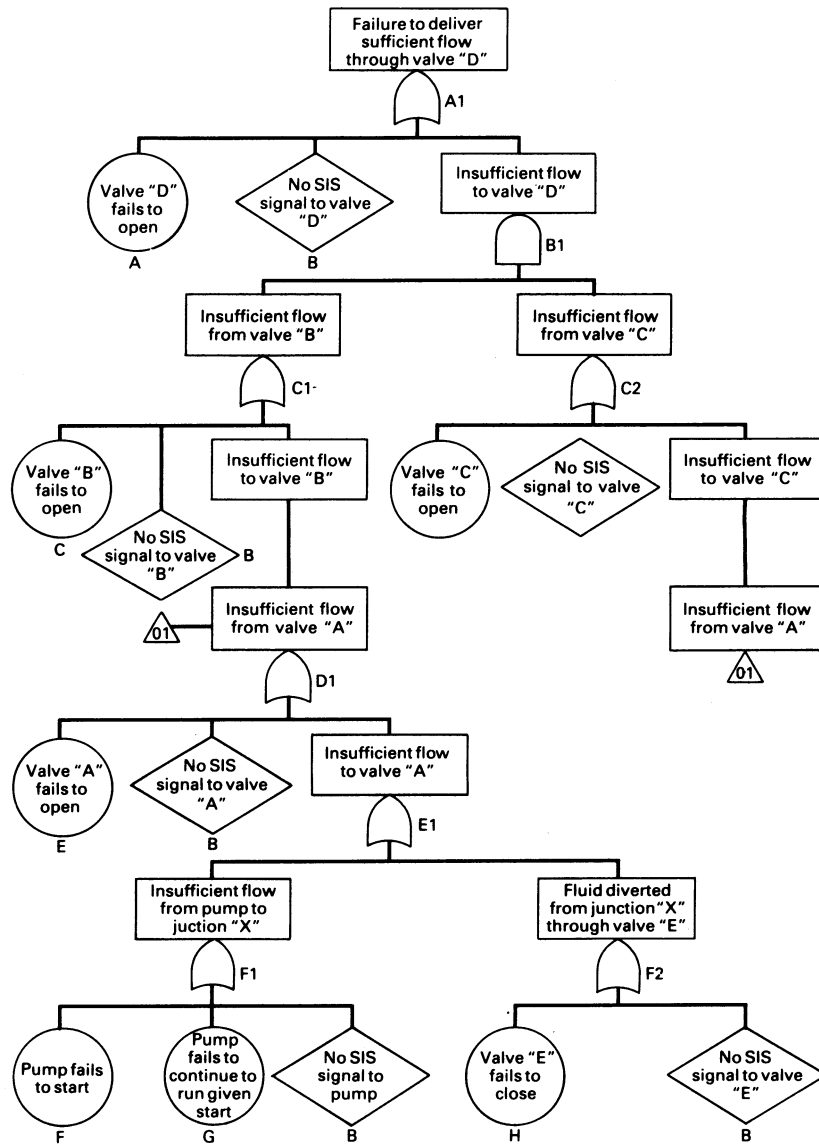 Failure to deliver
sufficient flow
through valve "D"
A1
Valve "D"
fails to
open
A
No SIS
signal to valve
"D"
B
Insufficient flow
to valve "D"
B1
Insufficient flow
from valve "B"
Insufficient flow
from valve "C"
C1-
C2
Valve "B"
fails to
open
C
No SIS
signal to valve
"B"
B
Insufficient flow
to valve "B"
Valve "C"
fails to
open
No SIS
signal to valve
"C"
Insufficient flow
to valve "C"
01
Insufficient flow
from valve "A"
Insufficient flow
from valve "A"
01
D1
Valve "A"
fails to
open
E
No SIS
signal to valve
"A"
B
Insufficient flow
to valve "A"
E1
Insufficient flow
from pump to
juction "X"
Fluid diverted
from junction "X"
through valve "E"
F1
F2
Pump fails
to start
F
Pump
fails to
continue to
run given
start
G
No SIS
signal to
pump
B
Valve "E"
fails to
close
H
No SIS
signal to valve
"E"
B